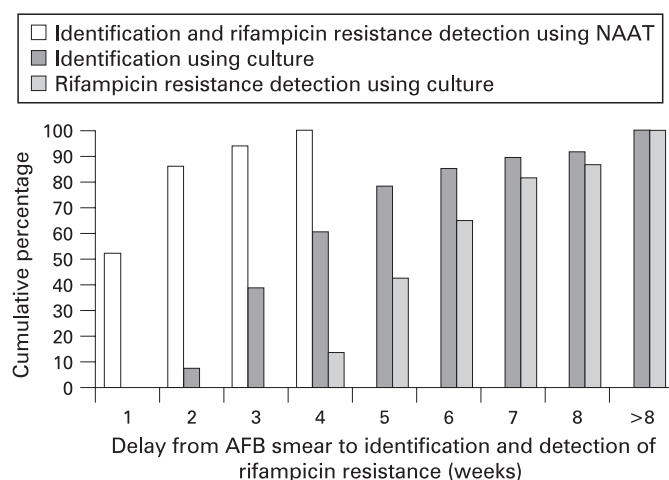 Identification and rifampicin resistance detection using NAAT
Identification using culture
Rifampicin resistance detection using culture
100
90
80
70
60
50
40
30
20
10
0
Cumulative percentage
1 2 3 4 5 6 7 8 >8
Delay from AFB smear to identification and detection of
rifampicin resistance (weeks)